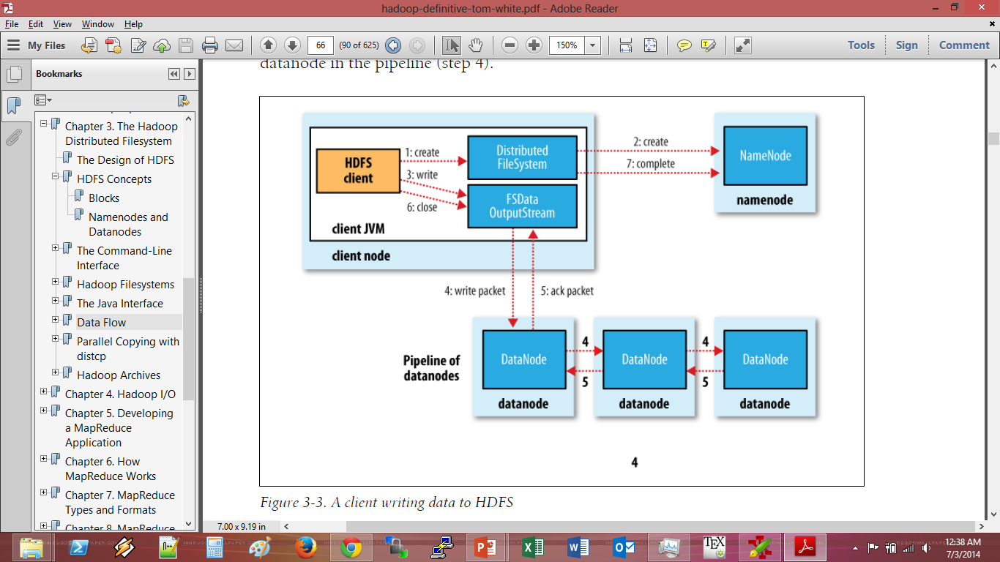 hadoop-definitive-tom-white.pdf - Adobe Reader
File Edit View Window Help
My Files
66
(90 of 625)
150%
Tools
Sign
Comment
Bookmarks
Chapter 3. The Hadoop
Distributed Filesystem
The Design of HDFS
HDFS Concepts
Blocks
Namenodes and
Datanodes
The Command-Line
Interface
Hadoop Filesystems
The Java Interface
Data Flow
Parallel Copying with
distcp
Hadoop Archives
Chapter 4. Hadoop I/O
Chapter 5. Developing
a MapReduce
Application
Chapter 6. How
MapReduce Works
Chapter 7. MapReduce
Types and Formats
Chapter 8. MapReduce
datanode in the pipeline (step 4).
HDFS
client
1: create
3: write
6: close
Distributed
FileSystem
FSData
OutputStream
client JVM
client node
2: create
7: complete
NameNode
namenode
4: write packet
5: ack packet
Pipeline of
datanodes
DataNode
datanode
4
5
DataNode
datanode
4
5
DataNode
datanode
4
Figure 3-3. A client writing data to HDFS
7.00 x 9.19 in
12:38 AM
7/3/2014